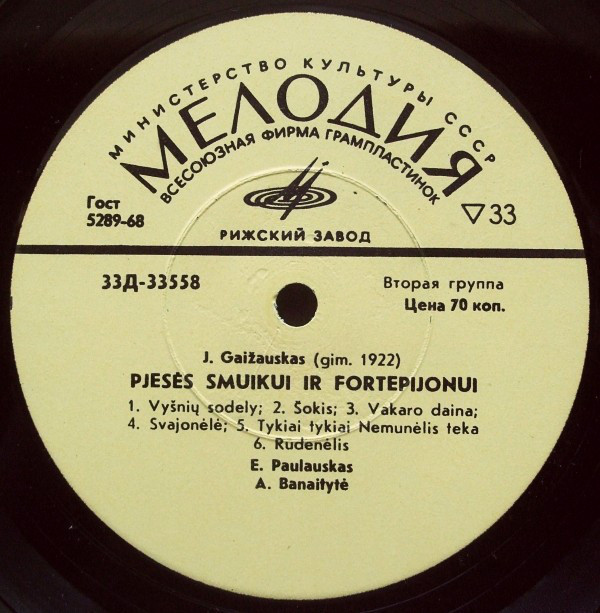 МИНИСТЕРСТВО КУЛЬТУРЫ СССР
МЕЛОДИЯ
ВСЕСОЮЗНАЯ ФИРМА ГРАМПЛАСТИНОК
Гост
5289-68
▽33
РИЖСКИЙ ЗАВОД
33Д-33558
Вторая группа
Цена 70 коп.
J. Gaižauskas (gim. 1922)
PJESĖS SMUIKUI IR FORTEPIJONUI
1. Vyšnių sodely; 2. Šokis; 3. Vakaro daina;
4. Svajonėlė; 5. Tykiai tykiai Nemunėlis teka
6. Rudenėlis
E. Paulauskas
A. Banaitytė